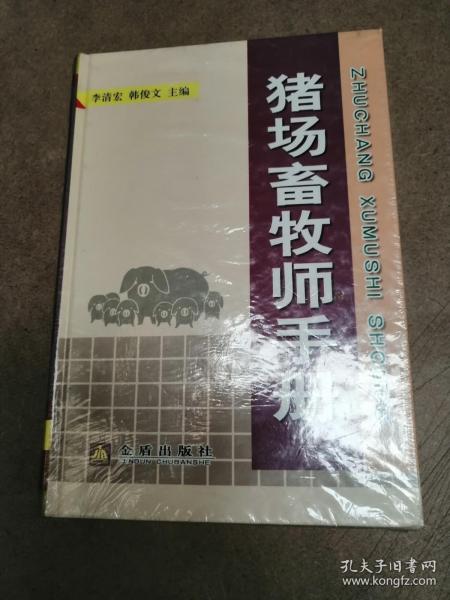 李清宏 韩俊文 主编
猪场畜牧师手册
ZHUCHANG XUMUSHI
金盾出版社
JINDUN CHUBANSHE
孔夫子旧书网
www.kongfz.com